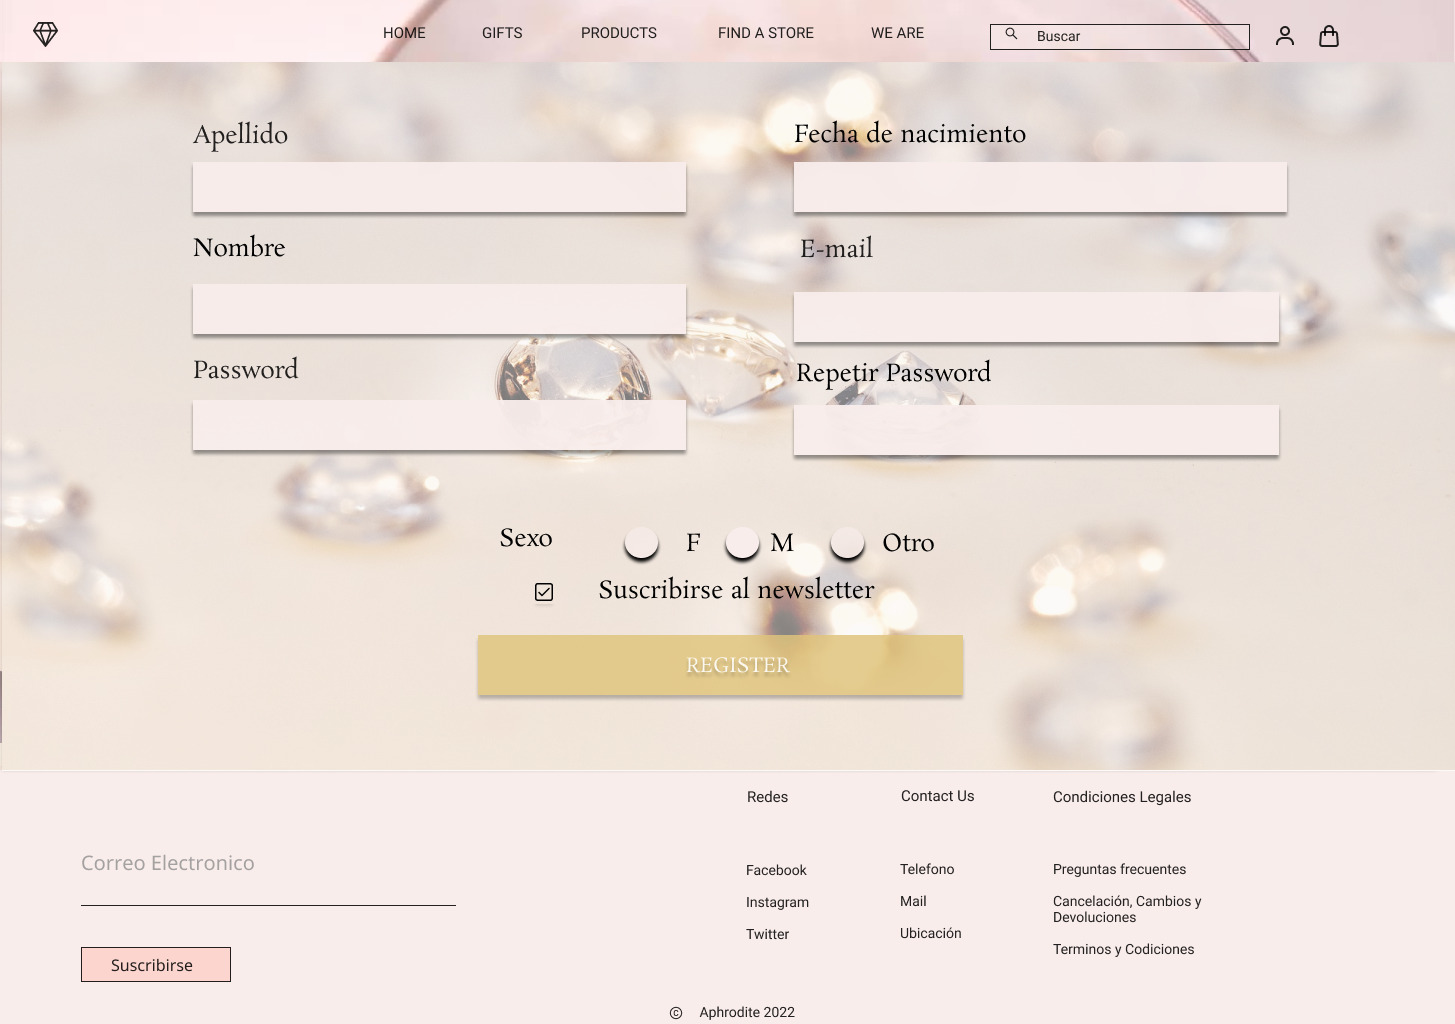 HOME GIFTS PRODUCTS FIND A STORE WE ARE Buscar
Apellido
Fecha de nacimiento
Nombre
E-mail
Password
Repetir Password
Sexo F M Otro
Suscribirse al newsletter
REGISTER
Correo Electronico
Suscribirse
Redes
Facebook
Instagram
Twitter
Contact Us
Telefono
Mail
Ubicación
Condiciones Legales
Preguntas frecuentes
Cancelación, Cambios y
Devoluciones
Terminos y Codiciones
© Aphrodite 2022